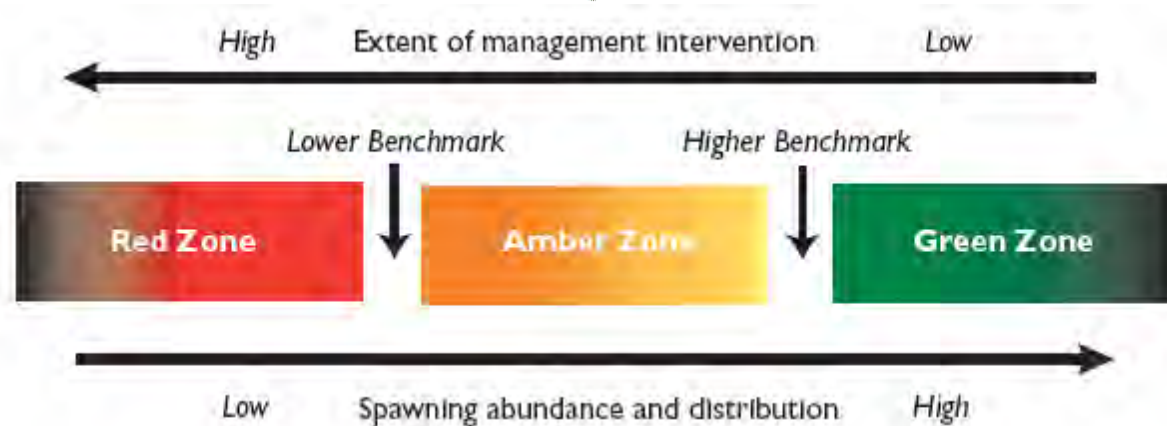 High Extent of management intervention Low
Lower Benchmark Higher Benchmark
Red Zone Amber Zone Green Zone
Low Spawning abundance and distribution High